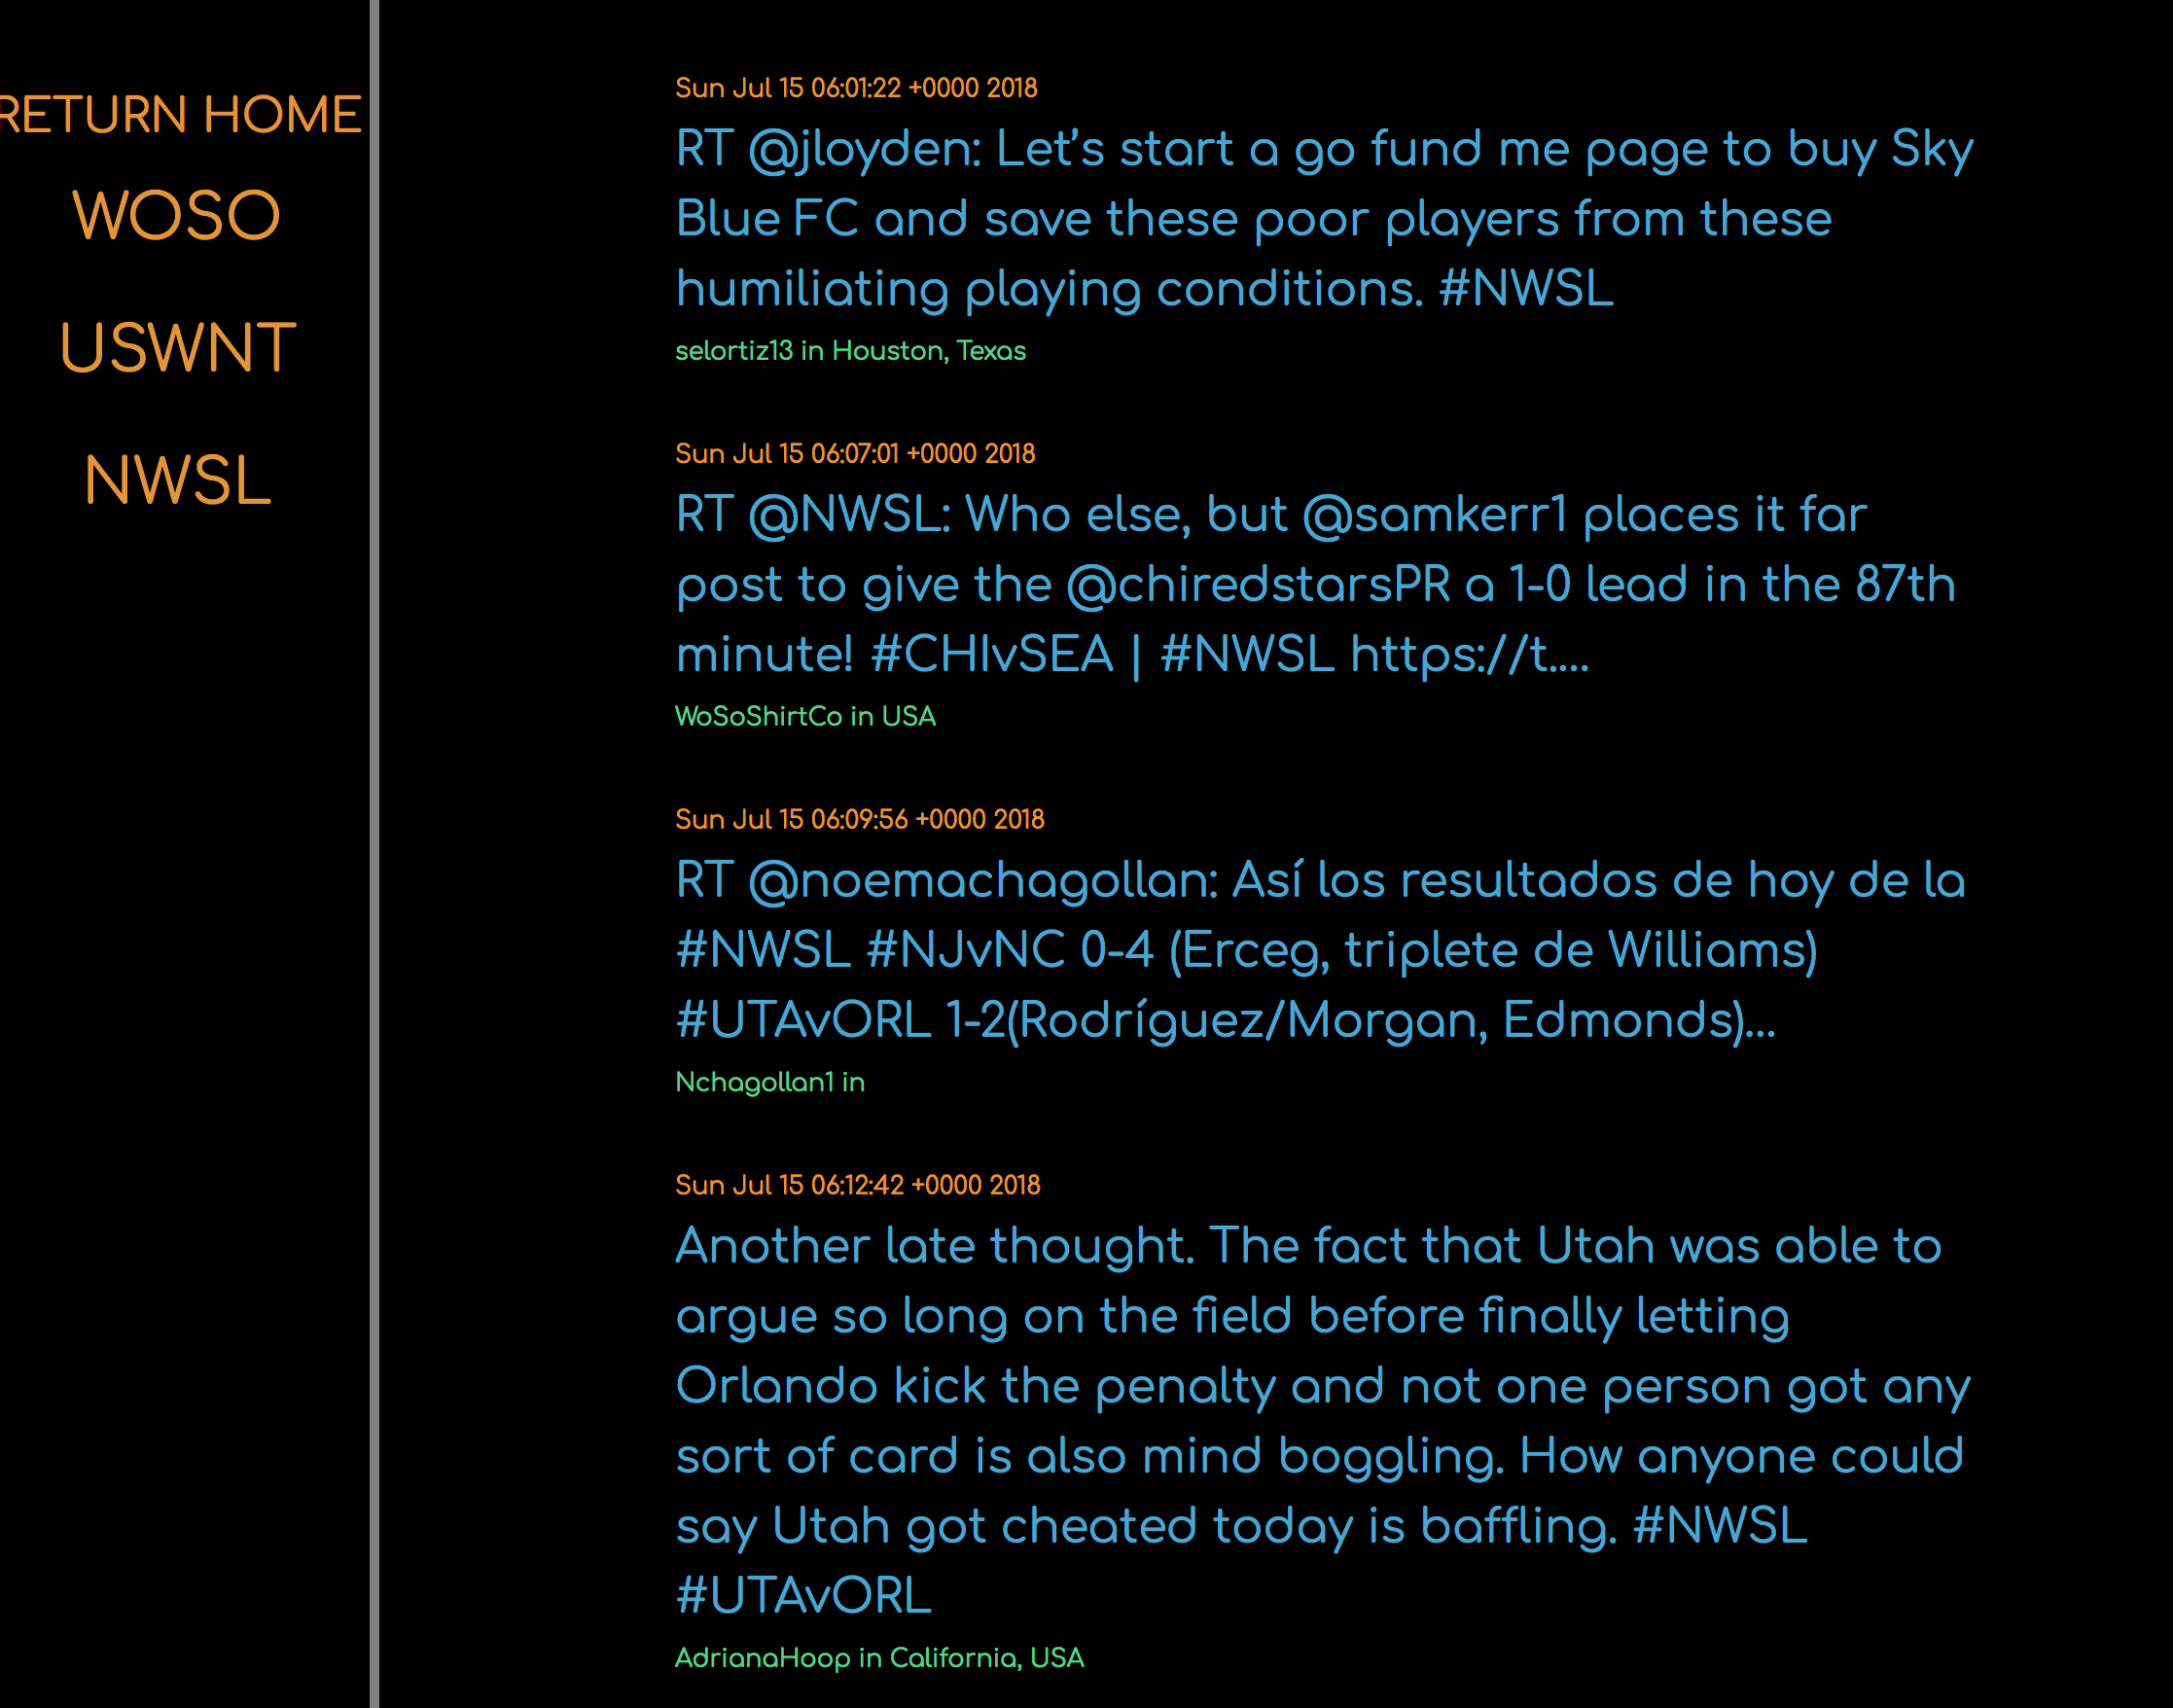 RETURN HOME
WOSO
USWNT
NWSL
Sun Jul 15 06:01:22 +0000 2018
RT @jloyden: Let’s start a go fund me page to buy Sky
Blue FC and save these poor players from these
humiliating playing conditions. #NWSL
selortiz13 in Houston, Texas
Sun Jul 15 06:07:01 +0000 2018
RT @NWSL: Who else, but @samkerr1 places it far
post to give the @chiredstarsPR a 1-0 lead in the 87th
minute! #CHIvSEA | #NWSL https://t.…
WoSoShirtCo in USA
Sun Jul 15 06:09:56 +0000 2018
RT @noemachagollan: Así los resultados de hoy de la
#NWSL #NJvNC 0-4 (Erceg, triplete de Williams)
#UTAvORL 1-2(Rodríguez/Morgan, Edmonds)…
Nchagollan1 in
Sun Jul 15 06:12:42 +0000 2018
Another late thought. The fact that Utah was able to
argue so long on the field before finally letting
Orlando kick the penalty and not one person got any
sort of card is also mind boggling. How anyone could
say Utah got cheated today is baffling. #NWSL
#UTAvORL
AdrianaHoop in California, USA